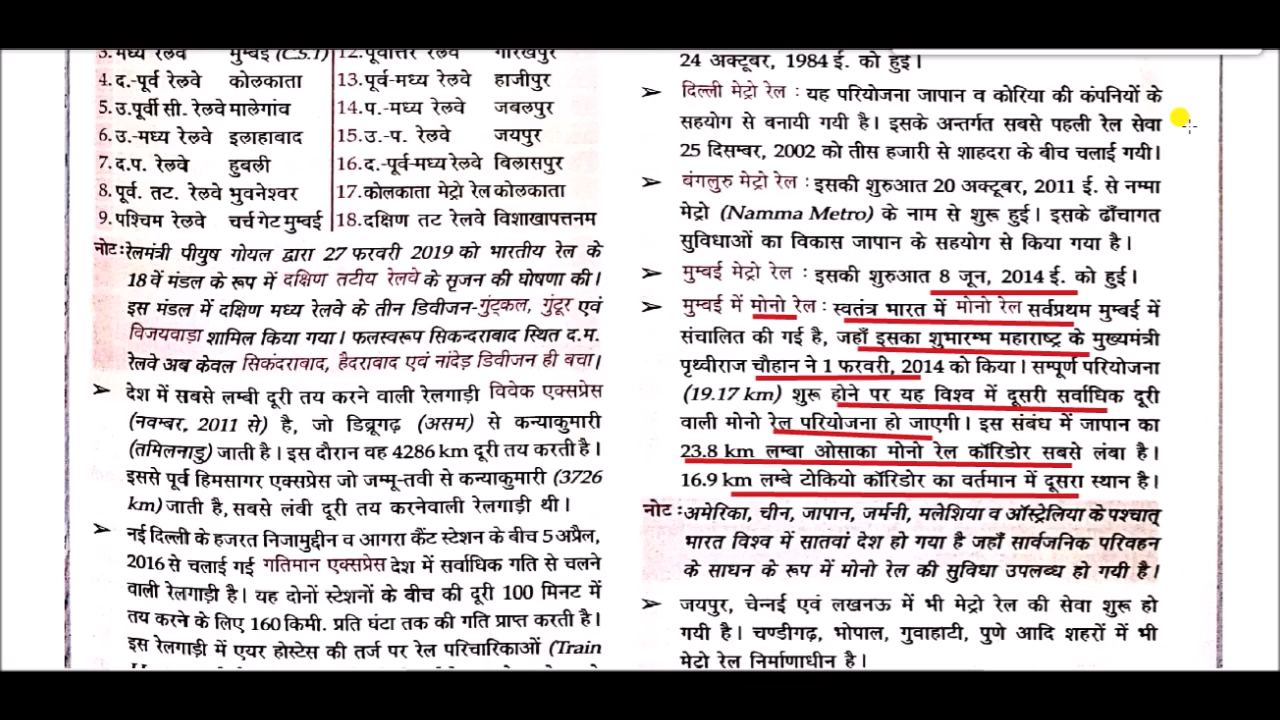 3. मध्य रेलवे मुम्बई (CS.T) 12. पूर्वोत्तर रेलवे गोरखपुर
4. द.-पूर्व रेलवे कोलकाता 13. पूर्व-मध्य रेलवे हाजीपुर
5. उ.पूर्वी सी. रेलवे मालेगांव 14. प.-मध्य रेलवे जबलपुर
6. उ.-मध्य रेलवे इलाहाबाद 15. उ.-प. रेलवे जयपुर
7. द.प. रेलवे हुबली 16. द.-पूर्व-मध्य रेलवे विलासपुर
8. पूर्व. तट. रेलवे भुवनेश्वर 17. कोलकाता मेट्रो रेल कोलकाता
9. पश्चिम रेलवे चर्च गेट मुम्बई 18. दक्षिण तट रेलवे विशाखापत्तनम
नोट : रेलमंत्री पीयुष गोयल द्वारा 27 फरवरी 2019 को भारतीय रेल के
18 वें मंडल के रूप में दक्षिण तटीय रेलवे के सृजन की घोषणा की।
इस मंडल में दक्षिण मध्य रेलवे के तीन डिवीजन-गुंट्कल, गुंटूर एवं
विजयवाड़ा शामिल किया गया। फलस्वरूप सिकन्दराबाद स्थित द.म.
रेलवे अब केवल सिकंदराबाद, हैदराबाद एवं नांदेड़ डिवीजन ही बचा।
➤ देश में सबसे लम्बी दूरी तय करने वाली रेलगाड़ी विवेक एक्सप्रेस
(नवम्बर, 2011 से) है, जो डिब्रूगढ़ (असम) से कन्याकुमारी
(तमिलनाडु) जाती है। इस दौरान वह 4286 km दूरी तय करती है।
इससे पूर्व हिमसागर एक्सप्रेस जो जम्मू-तवी से कन्याकुमारी (3726
km) जाती है, सबसे लंबी दूरी तय करनेवाली रेलगाड़ी थी।
➤ नई दिल्ली के हजरत निजामुद्दीन व आगरा कैंट स्टेशन के बीच 5 अप्रैल,
2016 से चलाई गई गतिमान एक्सप्रेस देश में सर्वाधिक गति से चलने
वाली रेलगाड़ी है। यह दोनों स्टेशनों के बीच की दूरी 100 मिनट में
तय करने के लिए 160 किमी. प्रति घंटा तक की गति प्राप्त करती है।
इस रेलगाड़ी में एयर होस्टेस की तर्ज पर रेल परिचारिकाओं (Train
24 अक्टूबर, 1984 ई. को हुई।
➤ दिल्ली मेट्रो रेल : यह परियोजना जापान व कोरिया की कंपनियों के
सहयोग से बनायी गयी है। इसके अन्तर्गत सबसे पहली रेल सेवा
25 दिसम्बर, 2002 को तीस हजारी से शाहदरा के बीच चलाई गयी।
➤ बंगलुरु मेट्रो रेल : इसकी शुरुआत 20 अक्टूबर, 2011 ई. से नम्मा
मेट्रो (Namma Metro) के नाम से शुरू हुई। इसके ढाँचागत
सुविधाओं का विकास जापान के सहयोग से किया गया है।
➤ मुम्बई मेट्रो रेल : इसकी शुरुआत 8 जून, 2014 ई. को हुई।
➤ मुम्बई में मोनो रेल : स्वतंत्र भारत में मोनो रेल सर्वप्रथम मुम्बई में
संचालित की गई है, जहाँ इसका शुभारम्भ महाराष्ट्र के मुख्यमंत्री
पृथ्वीराज चौहान ने 1 फरवरी, 2014 को किया। सम्पूर्ण परियोजना
(19.17 km) शुरू होने पर यह विश्व में दूसरी सर्वाधिक दूरी
वाली मोनो रेल परियोजना हो जाएगी। इस संबंध में जापान का
23.8 km लम्बा ओसाका मोनो रेल कॉरिडोर सबसे लंबा है।
16.9 km लम्बे टोकियो कॉरिडोर का वर्तमान में दूसरा स्थान है।
नोट : अमेरिका, चीन, जापान, जर्मनी, मलेशिया व ऑस्ट्रेलिया के पश्चात्
भारत विश्व में सातवां देश हो गया है जहाँ सार्वजनिक परिवहन
के साधन के रूप में मोनो रेल की सुविधा उपलब्ध हो गयी है।
➤ जयपुर, चेन्नई एवं लखनऊ में भी मेट्रो रेल की सेवा शुरू हो
गयी है। चण्डीगढ़, भोपाल, गुवाहाटी, पुणे आदि शहरों में भी
मेट्रो रेल निर्माणाधीन है।